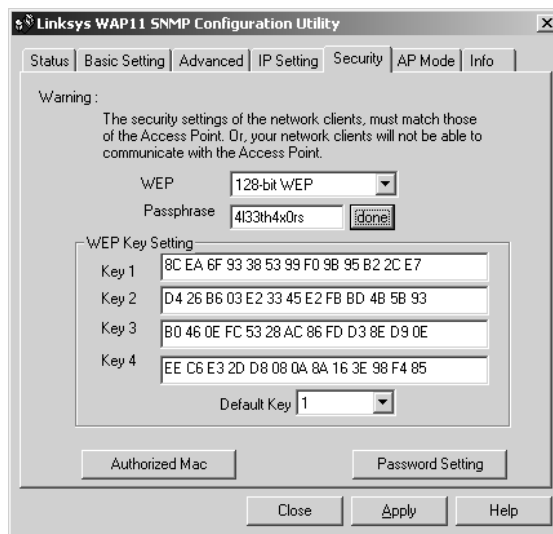 Linksys WAP11 SNMP Configuration Utility
Status Basic Setting Advanced IP Setting Security AP Mode Info
Warning :
The security settings of the network clients, must match those
of the Access Point. Or, your network clients will not be able to
communicate with the Access Point.
WEP 128-bit WEP
Passphrase 4l33th4x0rs done
WEP Key Setting
Key 1 8C EA 6F 93 38 53 99 F0 9B 95 B2 2C E7
Key 2 D4 26 B6 03 E2 33 45 E2 FB BD 4B 5B 93
Key 3 B0 46 0E FC 53 28 AC 86 FD D3 8E D9 0E
Key 4 EE C6 E3 2D D8 08 0A 8A 16 3E 98 F4 85
Default Key 1
Authorized Mac Password Setting
Close Apply Help